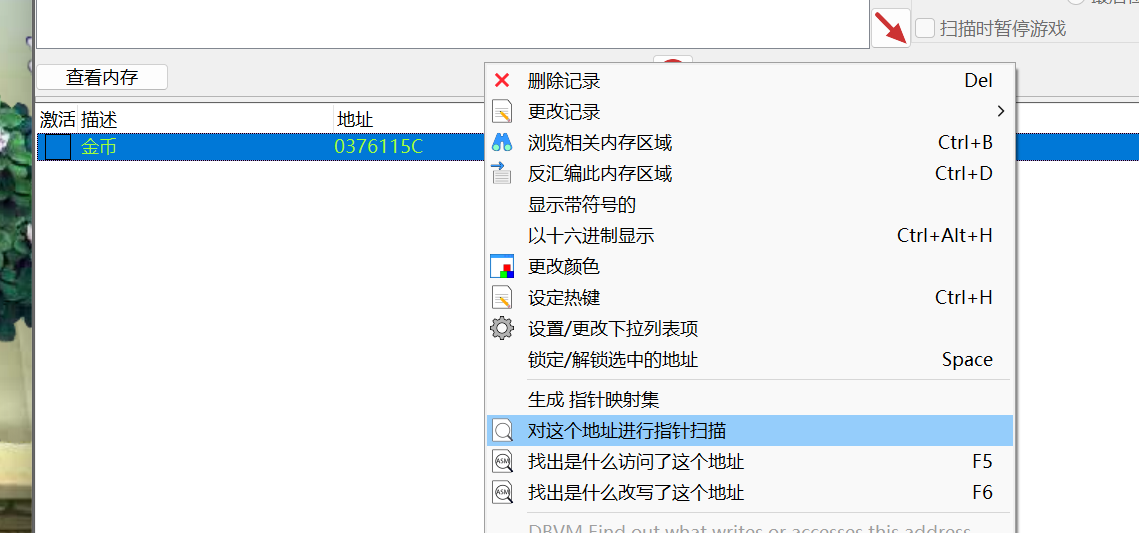 扫描时暂停游戏
查看内存
激活 描述 地址
金币 0376115C
删除记录 Del
更改记录
浏览相关内存区域 Ctrl+B
反汇编此内存区域 Ctrl+D
显示带符号的
以十六进制显示 Ctrl+Alt+H
更改颜色
设定热键 Ctrl+H
设置/更改下拉列表项
锁定/解锁选中的地址 Space
生成 指针映射集
对这个地址进行指针扫描
找出是什么访问了这个地址 F5
找出是什么改写了这个地址 F6
DBVM Find out what writes or accesses this address